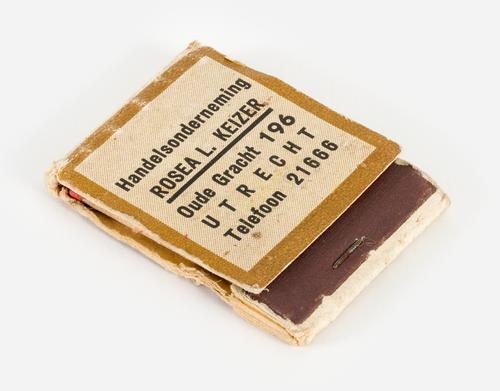 Handelsonderneming
ROSEA L. KEIZER
Oude Gracht 196
UTRECHT
Telefoon 21666